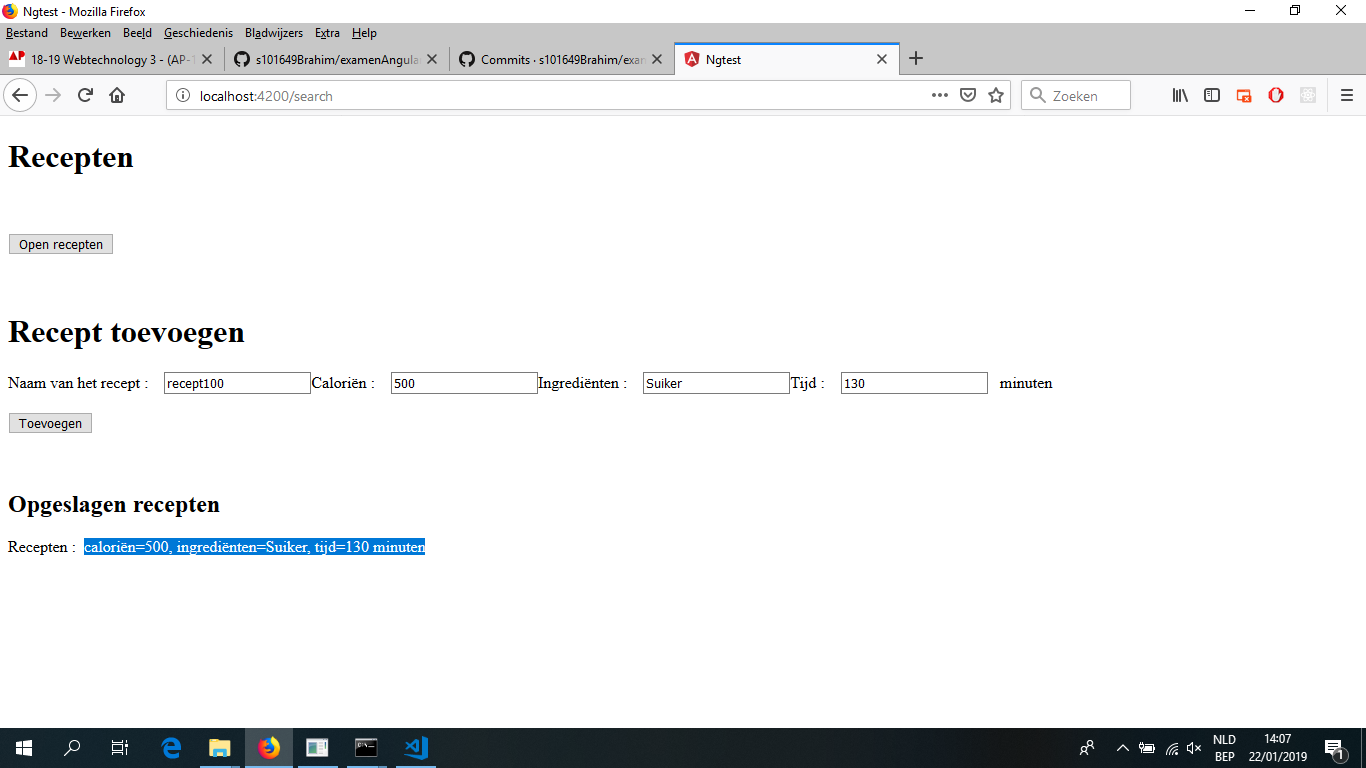 Ngtest - Mozilla Firefox
Bestand Bewerken Beeld Geschiedenis Bladwijzers Extra Help
18-19 Webtechnology 3 - (AP-1 s101649Brahim/examenAngula Commits · s101649Brahim/exa Ngtest
localhost:4200/search Zoeken
Recepten
Open recepten
Recept toevoegen
Naam van het recept : recept100 Caloriën : 500 Ingrediënten : Suiker Tijd : 130 minuten
Toevoegen
Opgeslagen recepten
Recepten : caloriën=500, ingrediënten=Suiker, tijd=130 minuten
NLD 14:07
BEP 22/01/2019 1